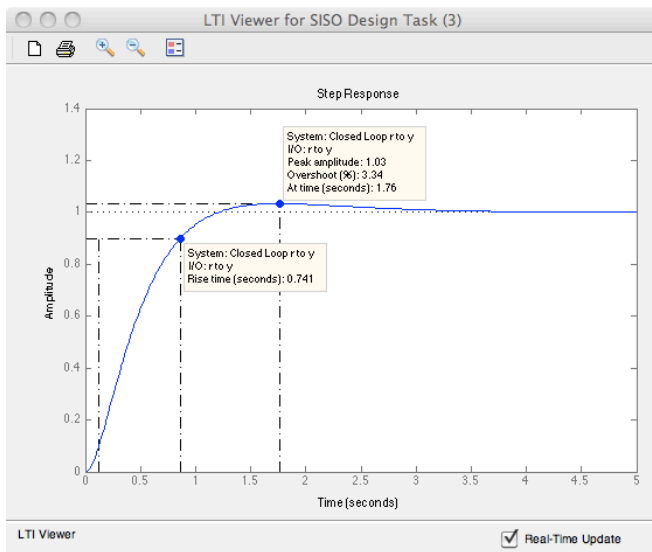 LTI Viewer for SISO Design Task (3)
Step Response
1.4
1.2
1
0.8
0.6
0.4
0.2
0
Amplitude
System: Closed Loop r to y
I/O: r to y
Peak amplitude: 1.03
Overshoot (%): 3.34
At time (seconds): 1.76
System: Closed Loop r to y
I/O: r to y
Rise time (seconds): 0.741
0 0.5 1 1.5 2 2.5 3 3.5 4 4.5 5
Time (seconds)
LTI Viewer
Real-Time Update